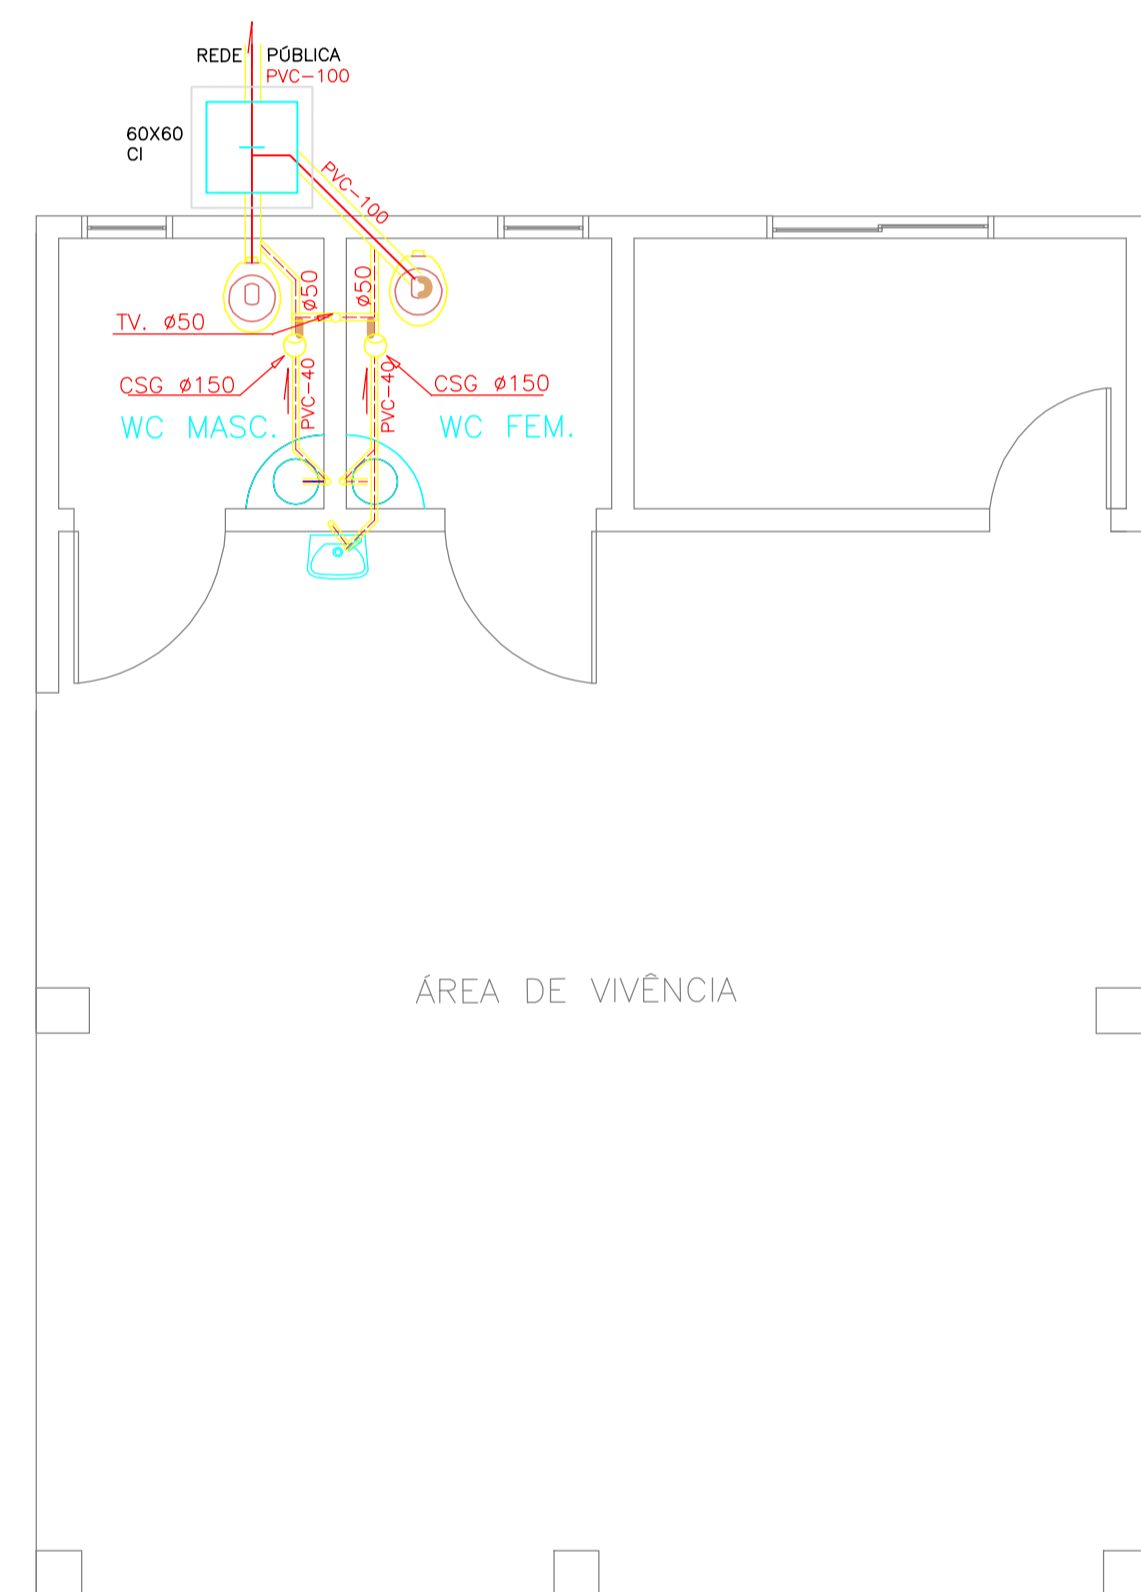 REDE PÚBLICA
PVC-100
60X60
CI
PVC-100
ø50
ø50
TV. ø50
CSG ø150
CSG ø150
PVC-40
PVC-40
WC MASC.
WC FEM.
ÁREA DE VIVÊNCIA